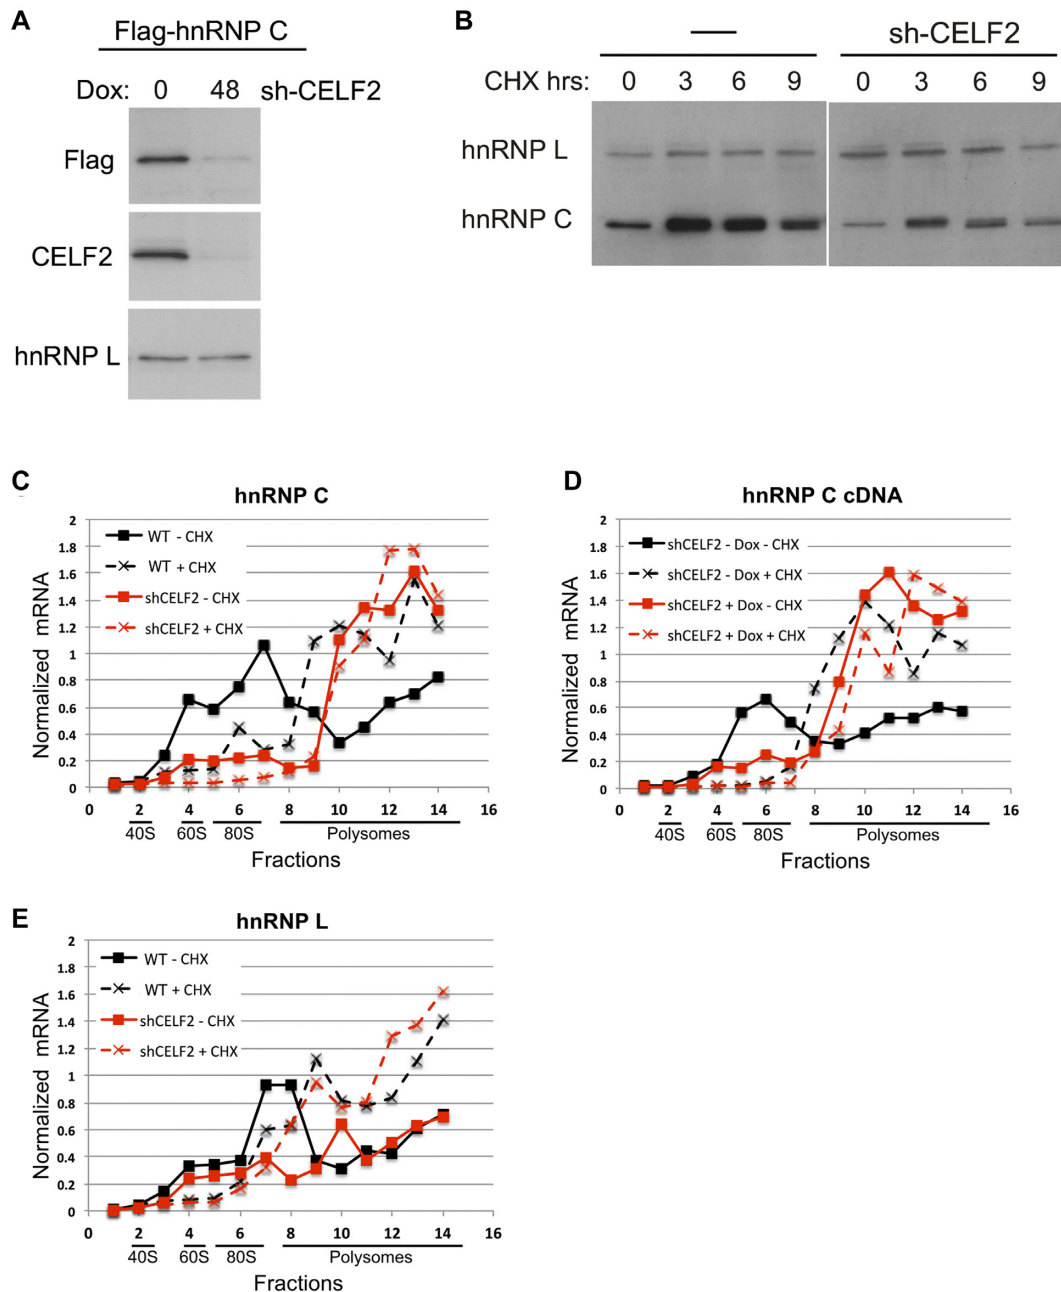 A
Flag-hnRNP C
Dox: 0 48 sh-CELF2
Flag
CELF2
hnRNP L
B
— sh-CELF2
CHX hrs: 0 3 6 9 0 3 6 9
hnRNP L
hnRNP C
C
hnRNP C
2
1.8
1.6
1.4
1.2
1
0.8
0.6
0.4
0.2
0
Normalized mRNA
WT - CHX
WT + CHX
shCELF2 - CHX
shCELF2 + CHX
0 2 4 6 8 10 12 14 16
40S 60S 80S Polysomes
Fractions
D
hnRNP C cDNA
2
1.8
1.6
1.4
1.2
1
0.8
0.6
0.4
0.2
0
Normalized mRNA
shCELF2 - Dox - CHX
shCELF2 - Dox + CHX
shCELF2 + Dox - CHX
shCELF2 + Dox + CHX
0 2 4 6 8 10 12 14 16
40S 60S 80S Polysomes
Fractions
E
hnRNP L
2
1.8
1.6
1.4
1.2
1
0.8
0.6
0.4
0.2
0
Normalized mRNA
WT - CHX
WT + CHX
shCELF2 - CHX
shCELF2 + CHX
0 2 4 6 8 10 12 14 16
40S 60S 80S Polysomes
Fractions